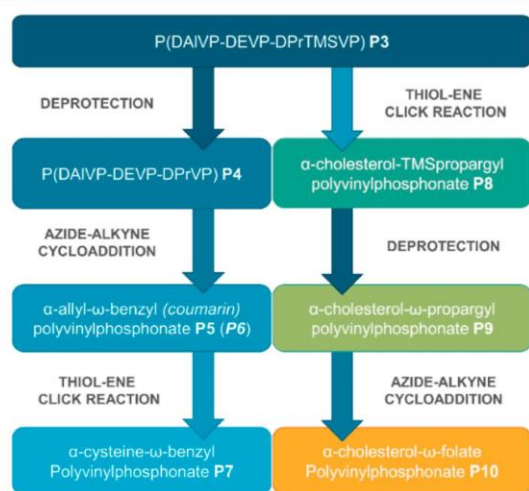 P(DAlVP-DEVP-DPrTMSVP) P3
DEPROTECTION
THIOL-ENE
CLICK REACTION
P(DAlVP-DEVP-DPrVP) P4
α-cholesterol-TMSpropargyl
polyvinylphosphonate P8
AZIDE-ALKYNE
CYCLOADDITION
DEPROTECTION
α-allyl-ω-benzyl (coumarin)
polyvinylphosphonate P5 (P6)
α-cholesterol-ω-propargyl
polyvinylphosphonate P9
THIOL-ENE
CLICK REACTION
AZIDE-ALKYNE
CYCLOADDITION
α-cysteine-ω-benzyl
Polyvinylphosphonate P7
α-cholesterol-ω-folate
Polyvinylphosphonate P10